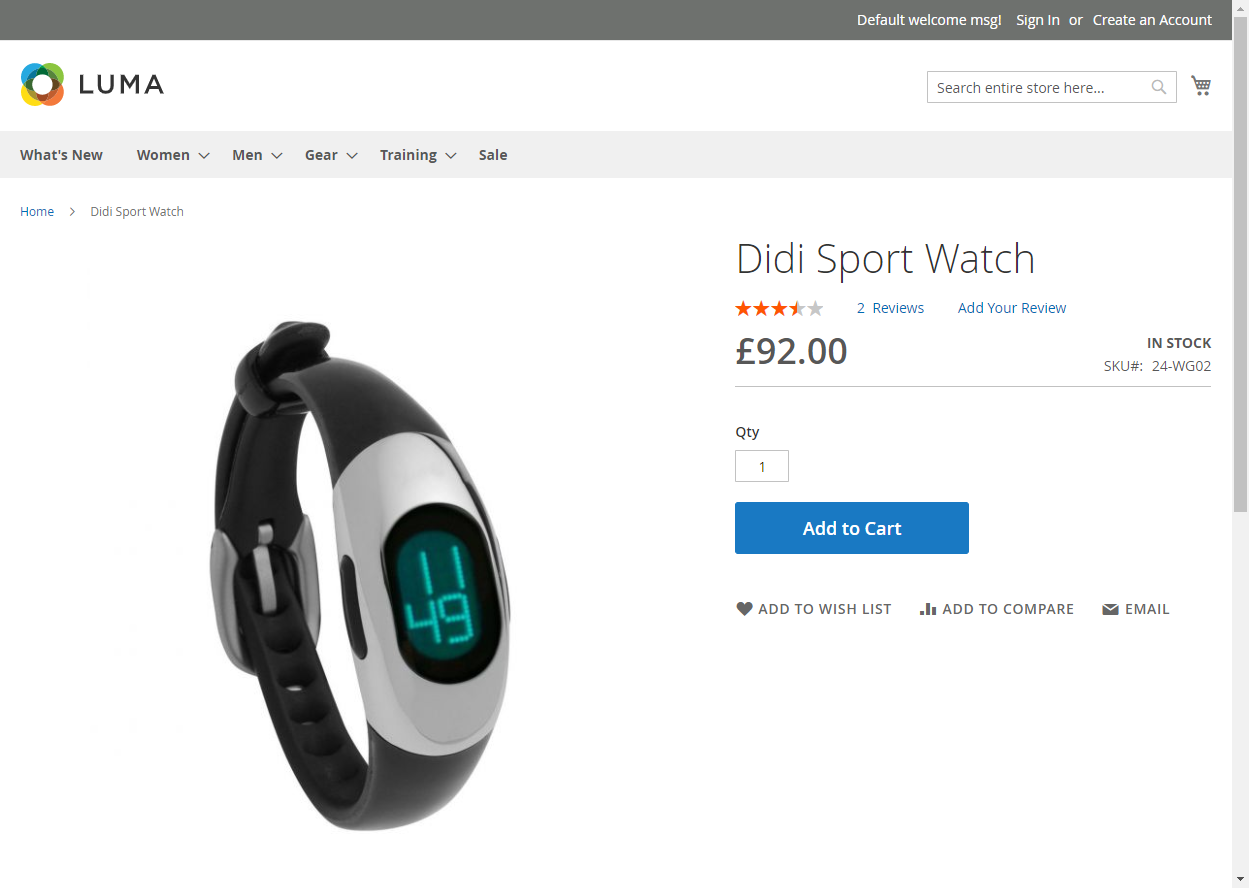 Default welcome msg! Sign In or Create an Account
LUMA
Search entire store here...
What's New Women Men Gear Training Sale
Home > Didi Sport Watch
Didi Sport Watch
2 Reviews Add Your Review
£92.00
IN STOCK
SKU#: 24-WG02
Qty
1
Add to Cart
ADD TO WISH LIST ADD TO COMPARE EMAIL
11
49